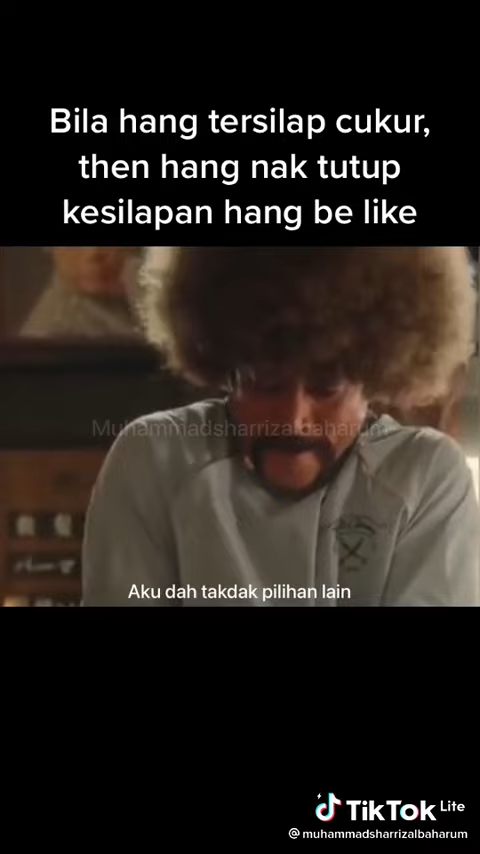 Bila hang tersilap cukur,
then hang nak tutup
kesilapan hang be like
Muhammadsharrizalbaharum
Aku dah takdak pilihan lain
TikTok Lite
@muhammadsharrizalbaharum